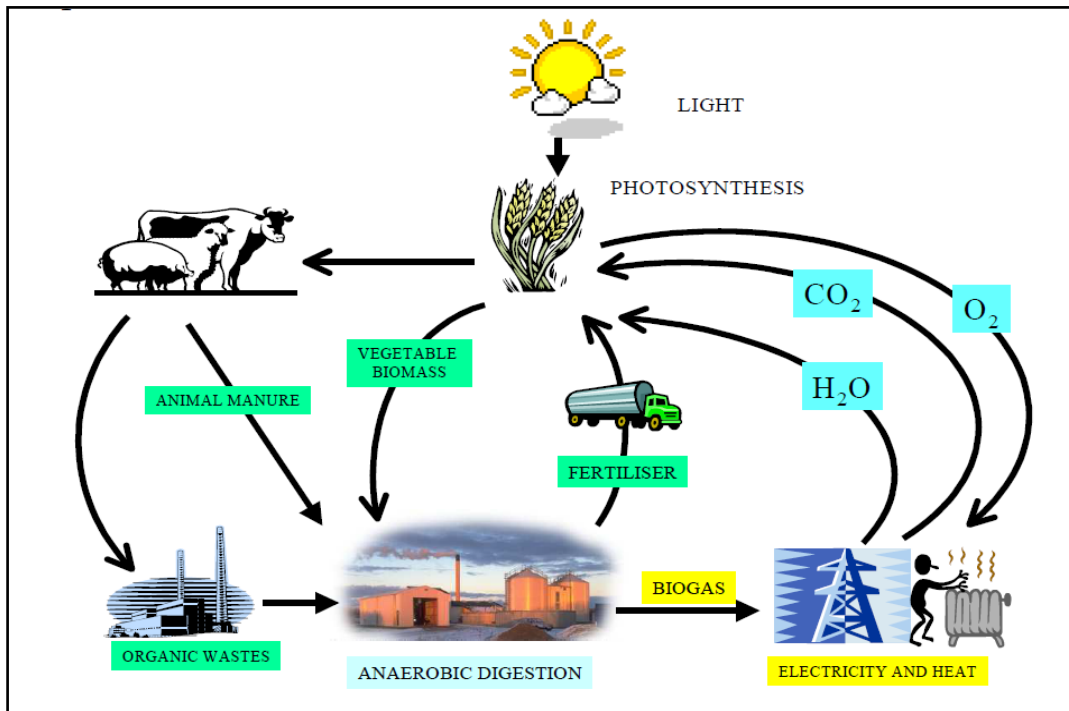 LIGHT
PHOTOSYNTHESIS
CO₂
O₂
H₂O
VEGETABLE
BIOMASS
ANIMAL MANURE
FERTILISER
BIOGAS
ORGANIC WASTES
ANAEROBIC DIGESTION
ELECTRICITY AND HEAT